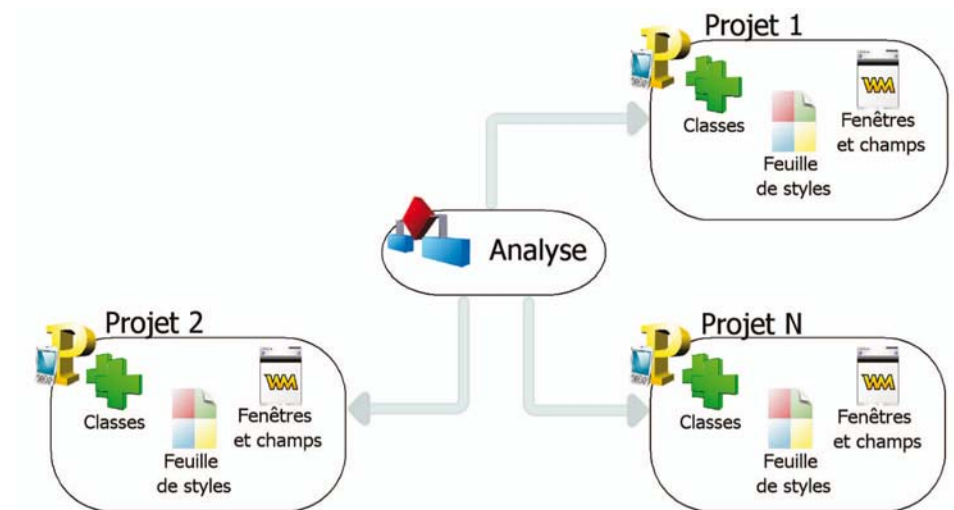 Projet 1
Classes
Feuille
de styles
WM
Fenêtres
et champs
Analyse
Projet 2
Classes
Feuille
de styles
WM
Fenêtres
et champs
Projet N
Classes
Feuille
de styles
WM
Fenêtres
et champs